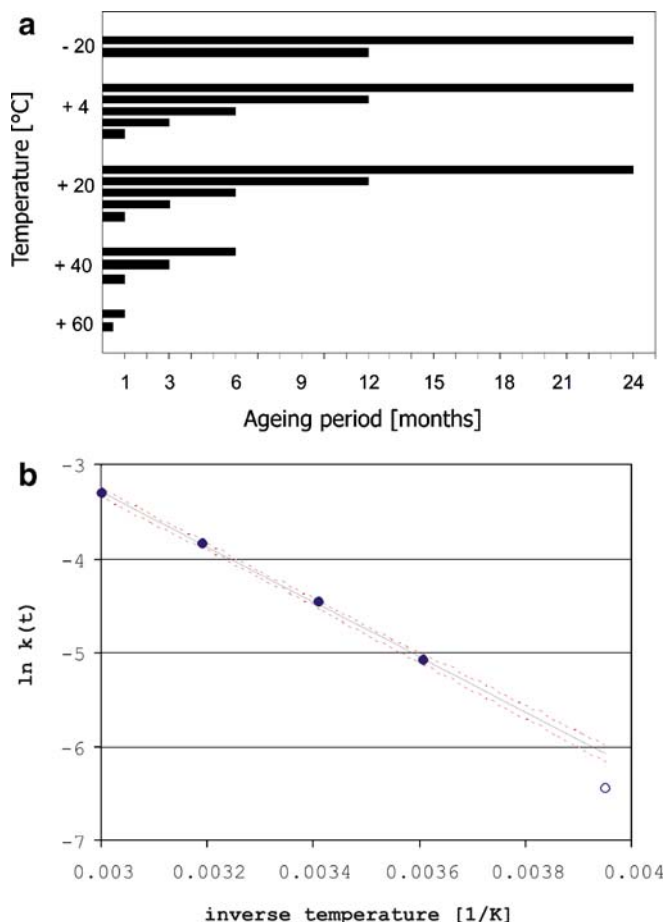 a
Temperature [°C]
- 20
+ 4
+ 20
+ 40
+ 60
1 3 6 9 12 15 18 21 24
Ageing period [months]
b
ln k(t)
-3
-4
-5
-6
-7
0.003 0.0032 0.0034 0.0036 0.0038 0.004
inverse temperature [1/K]